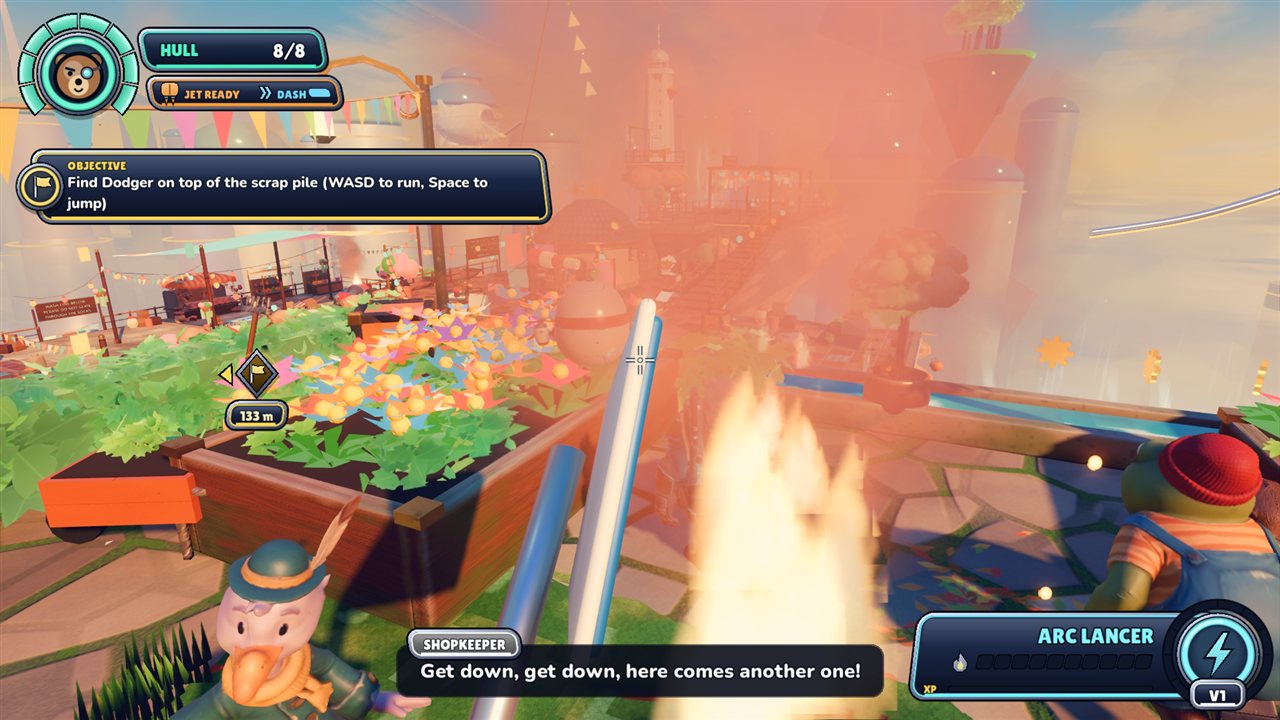 HULL 8/8
JET READY DASH
OBJECTIVE
Find Dodger on top of the scrap pile (WASD to run, Space to
jump)
133 m
SHOPKEEPER
Get down, get down, here comes another one!
ARC LANCER
XP
V1